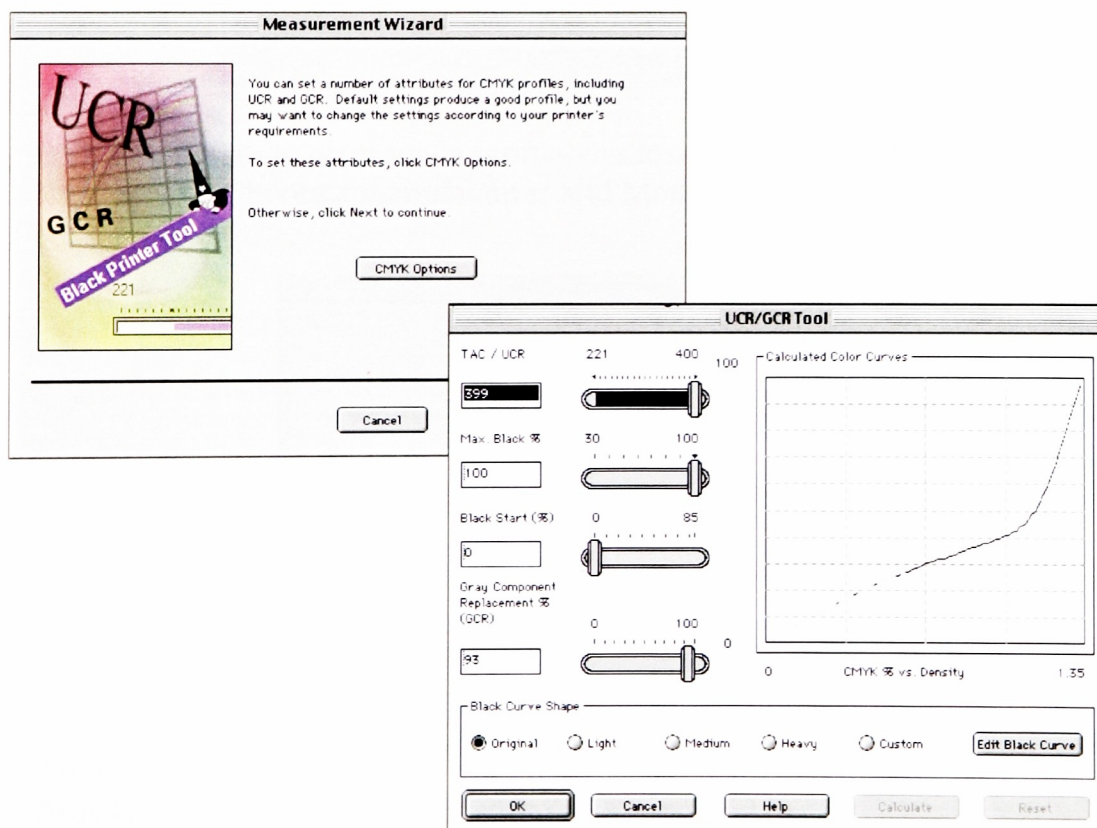 Measurement Wizard
UCR
GCR
Black Printer Tool
221
You can set a number of attributes for CMYK profiles, including
UCR and GCR. Default settings produce a good profile, but you
may want to change the settings according to your printer's
requirements.
To set these attributes, click CMYK Options.
Otherwise, click Next to continue.
CMYK Options
Cancel
UCR/GCR Tool
TAC / UCR 221 400
399
Max. Black % 30 100
100
Black Start (%) 0 85
0
Gray Component
Replacement %
(GCR) 0 100
93
Calculated Color Curves
100
0
0 CMYK % vs. Density 1.35
Black Curve Shape
Original Light Medium Heavy Custom Edit Black Curve
OK Cancel Help Calculate Reset